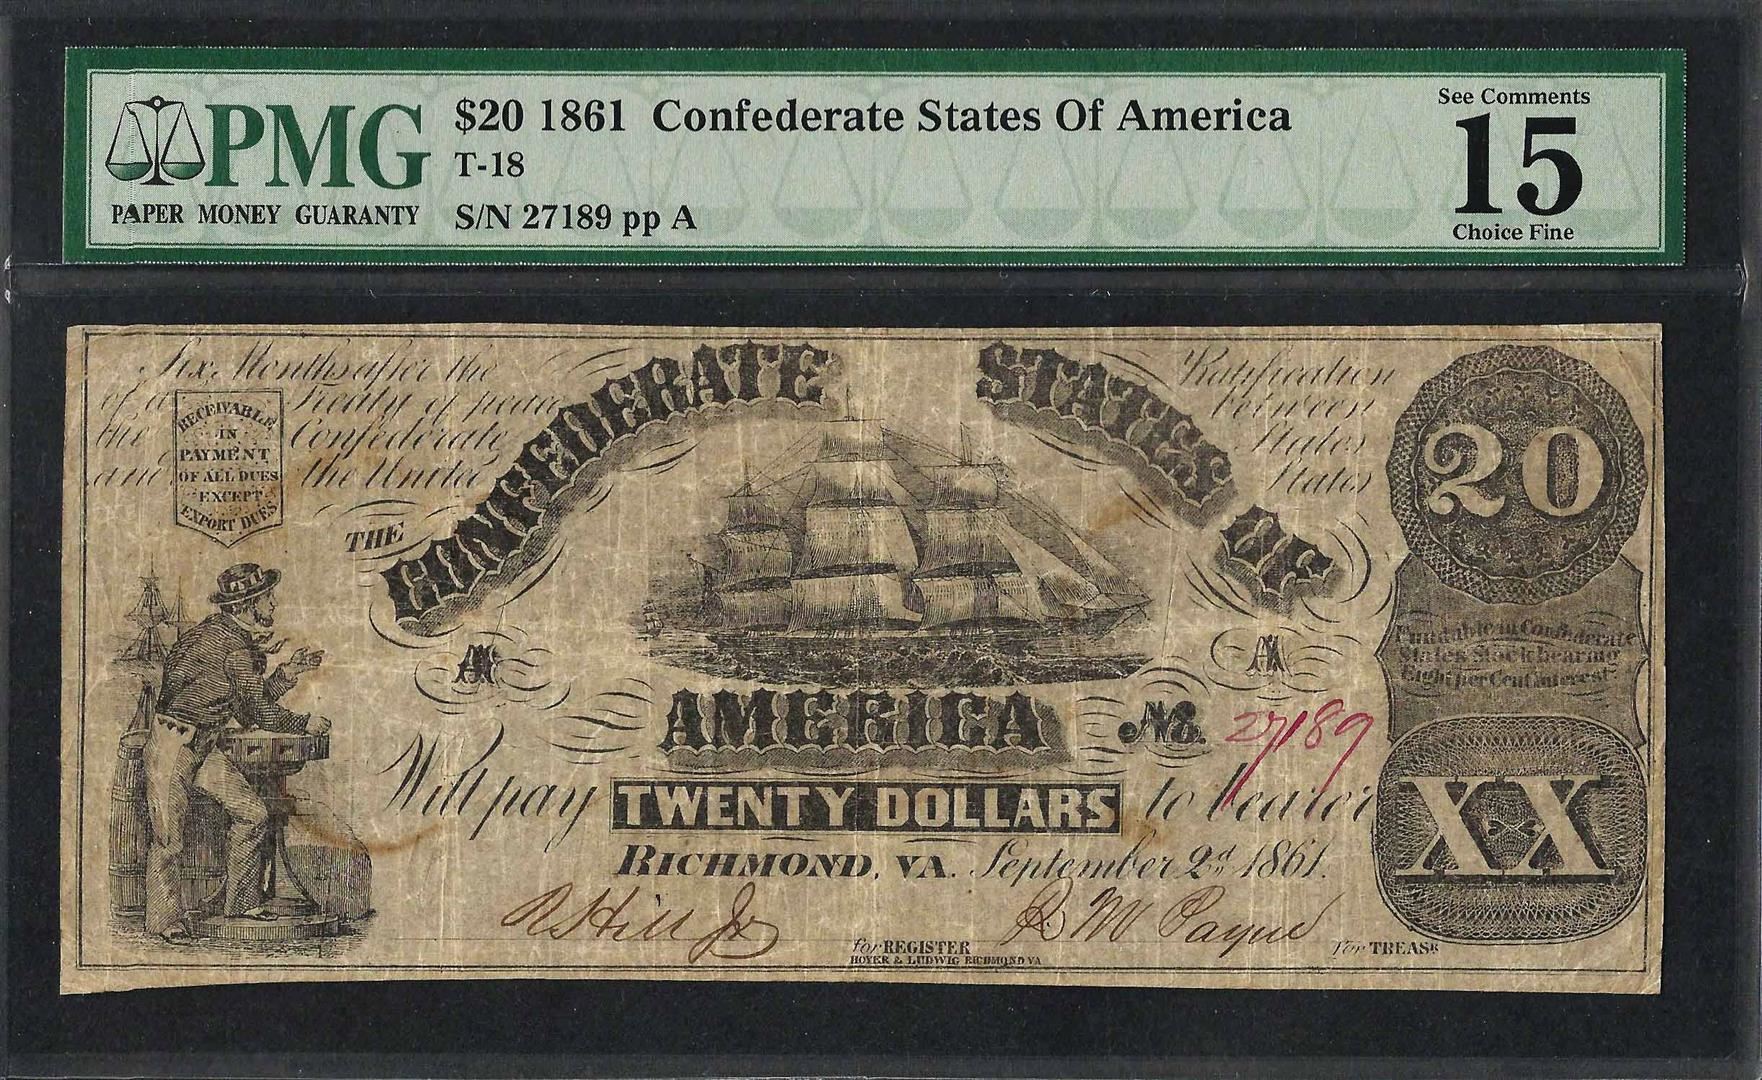 PMG
PAPER MONEY GUARANTY
$20 1861 Confederate States Of America
T-18
S/N 27189 pp A
See Comments
15
Choice Fine
Six Months after the Ratification
of a Treaty of peace between
the Confederate States
and the United States
RECEIVABLE
IN
PAYMENT
OF ALL DUES
EXCEPT
EXPORT DUES
THE CONFEDERATE STATES OF
AMERICA
20
A A
Fundable in Confederate
States Stock bearing
Eight per Cent interest
No. 27189
Will pay TWENTY DOLLARS to bearer
XX
RICHMOND, VA. September 2d 1861.
R Hill Jr for REGISTER R M Payne For TREASR
HOYER & LUDWIG RICHMOND VA